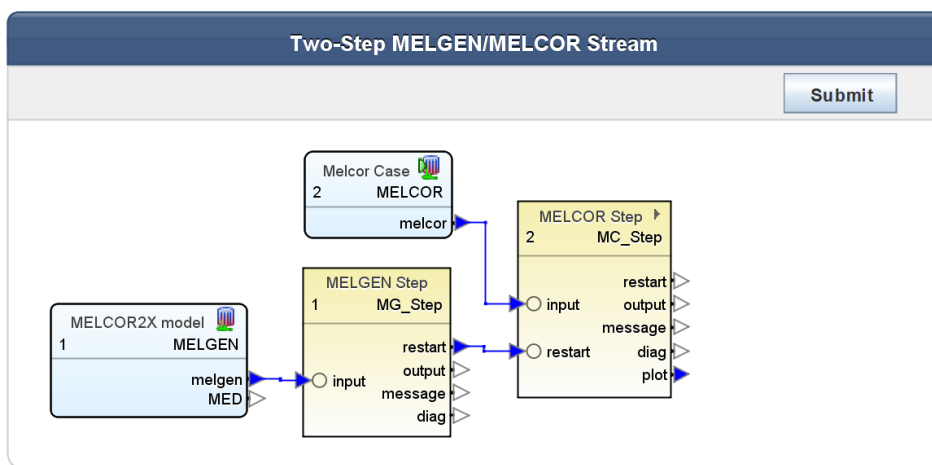 Two-Step MELGEN/MELCOR Stream
Submit
Melcor Case
2 MELCOR
melcor
MELCOR Step
2 MC_Step
restart
input output
message
restart diag
plot
MELGEN Step
1 MG_Step
restart
input output
message
diag
MELCOR2X model
1 MELGEN
melgen
MED